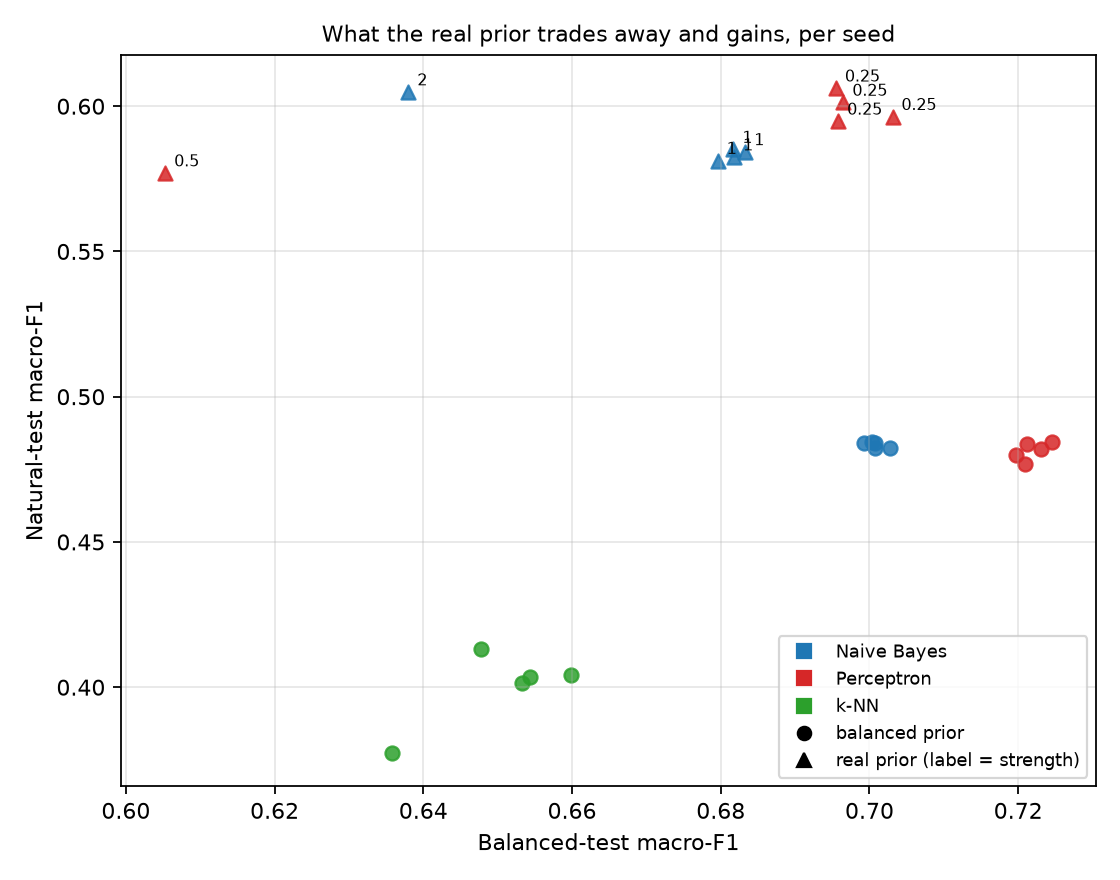 What the real prior trades away and gains, per seed
Natural-test macro-F1
0.60
0.55
0.50
0.45
0.40
2
0.5
1
1
1
1
0.25
0.25
0.25
0.25
Naive Bayes
Perceptron
k-NN
balanced prior
real prior (label = strength)
0.60 0.62 0.64 0.66 0.68 0.70 0.72
Balanced-test macro-F1